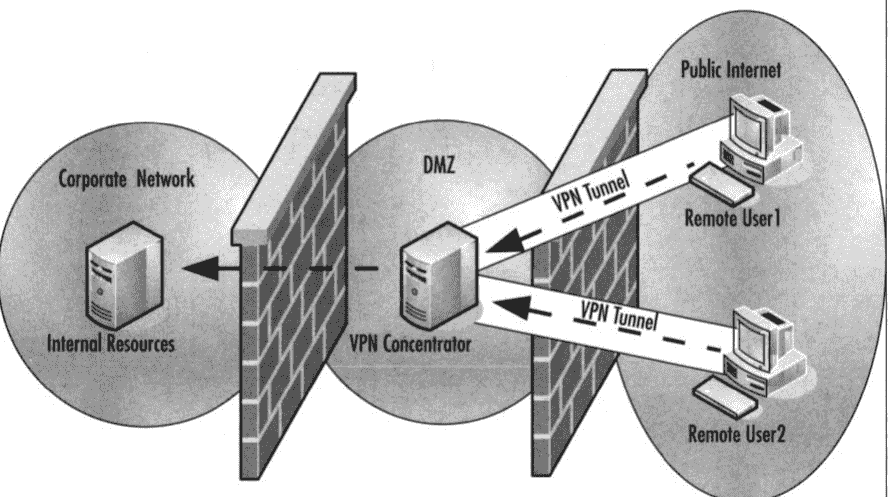 Corporate Network
Internal Resources
DMZ
VPN Concentrator
Public Internet
VPN Tunnel
Remote User1
VPN Tunnel
Remote User2